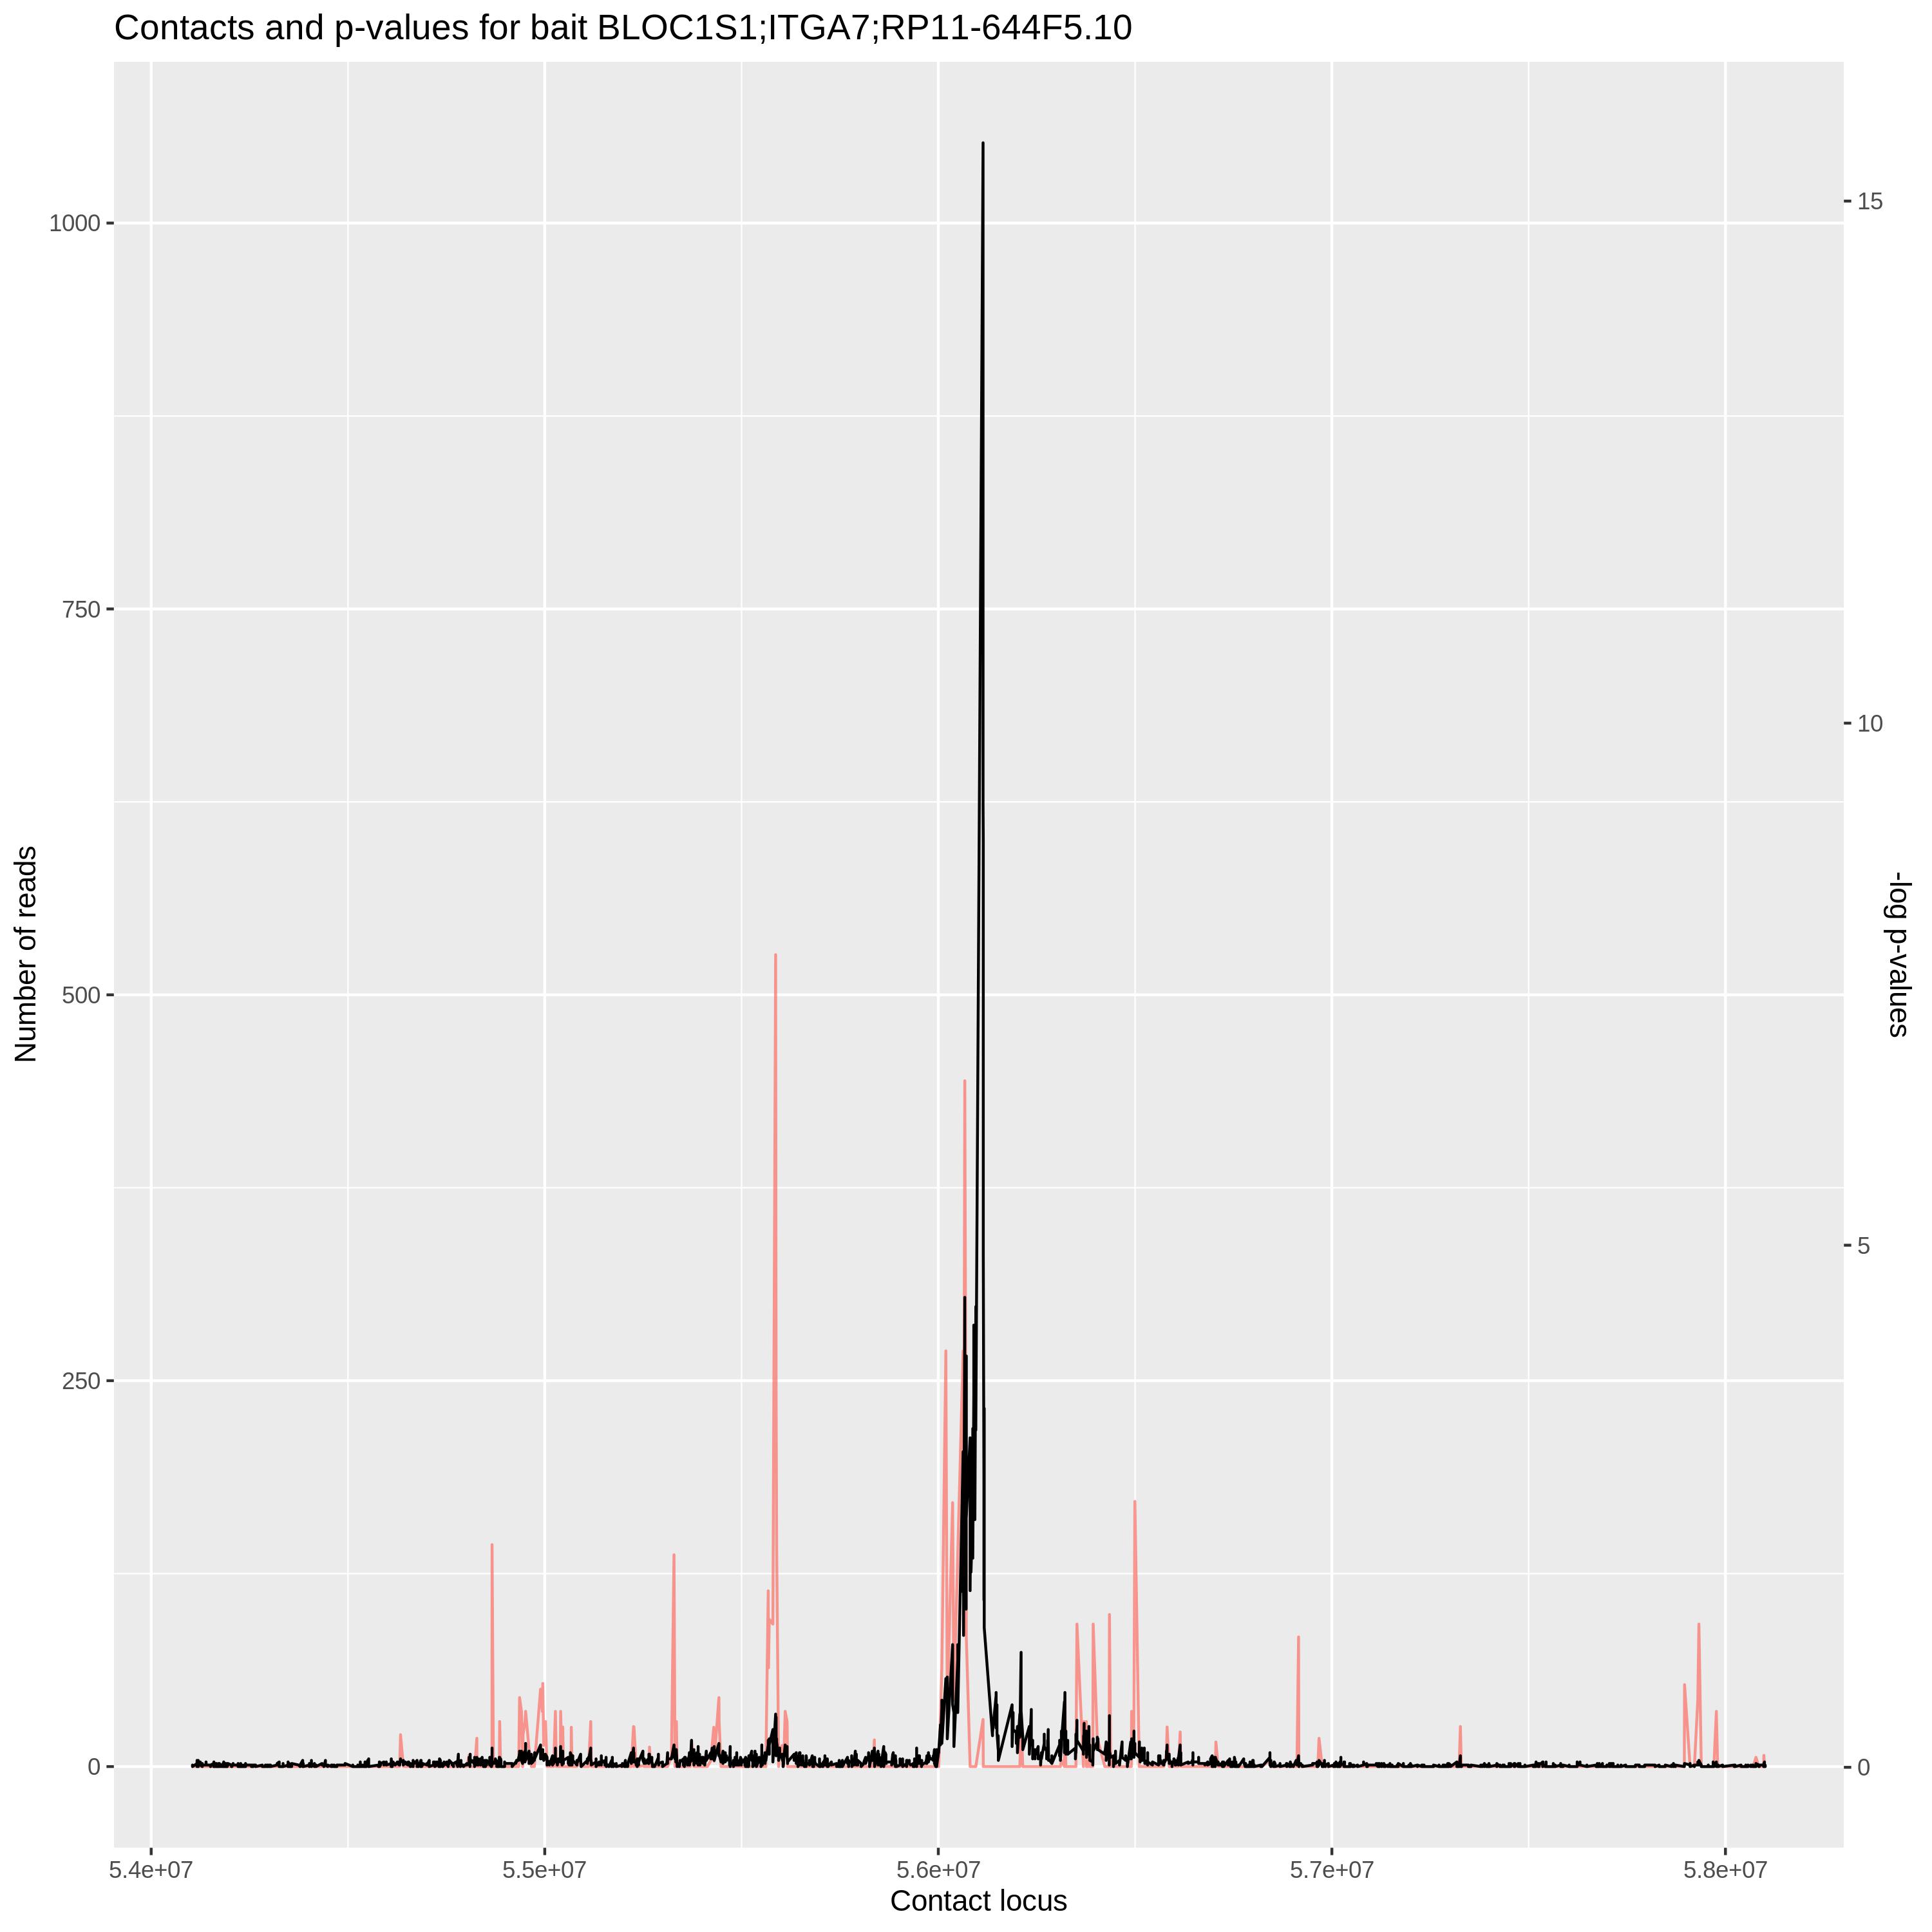 Contacts and p-values for bait BLOC1S1;ITGA7;RP11-644F5.10
1000
750
500
250
0
Number of reads
15
10
5
0
-log p-values
5.4e+07
5.5e+07
5.6e+07
5.7e+07
5.8e+07
Contact locus